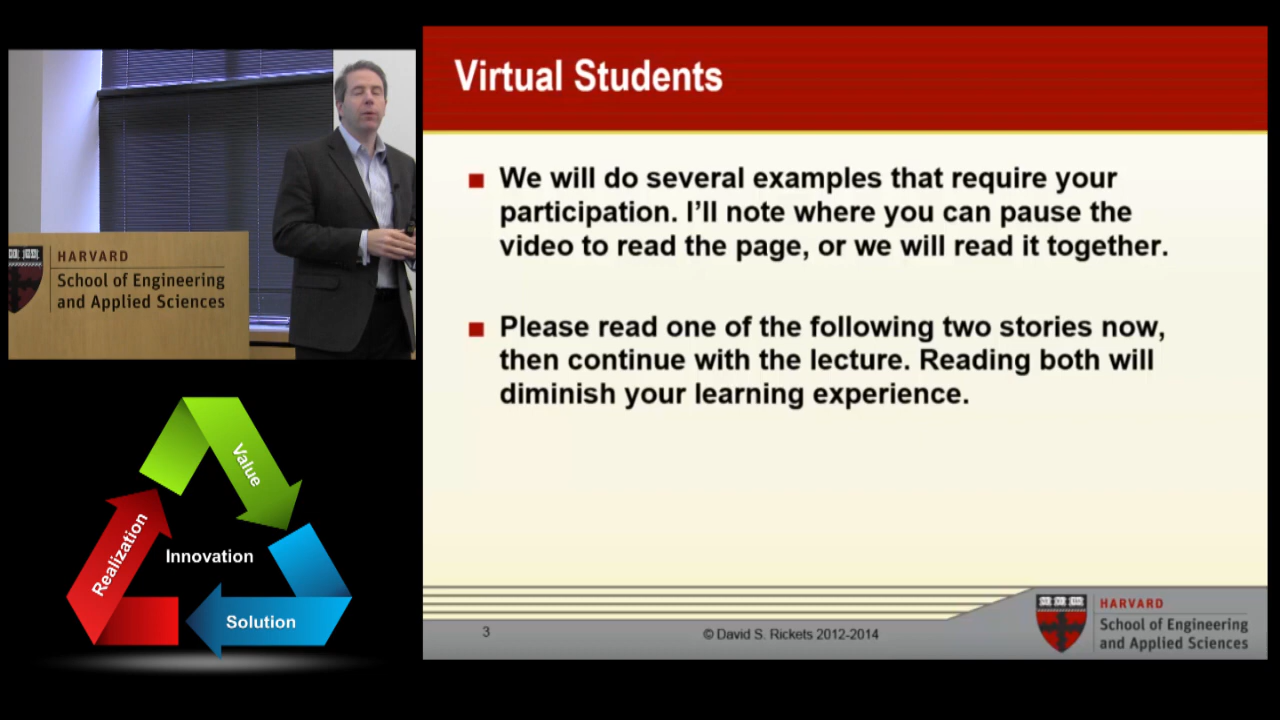 Virtual Students
We will do several examples that require your
participation. I'll note where you can pause the
video to read the page, or we will read it together.
Please read one of the following two stories now,
then continue with the lecture. Reading both will
diminish your learning experience.
3
© David S. Rickets 2012-2014
HARVARD
School of Engineering
and Applied Sciences
HARVARD
School of Engineering
and Applied Sciences
Value
Realization
Innovation
Solution